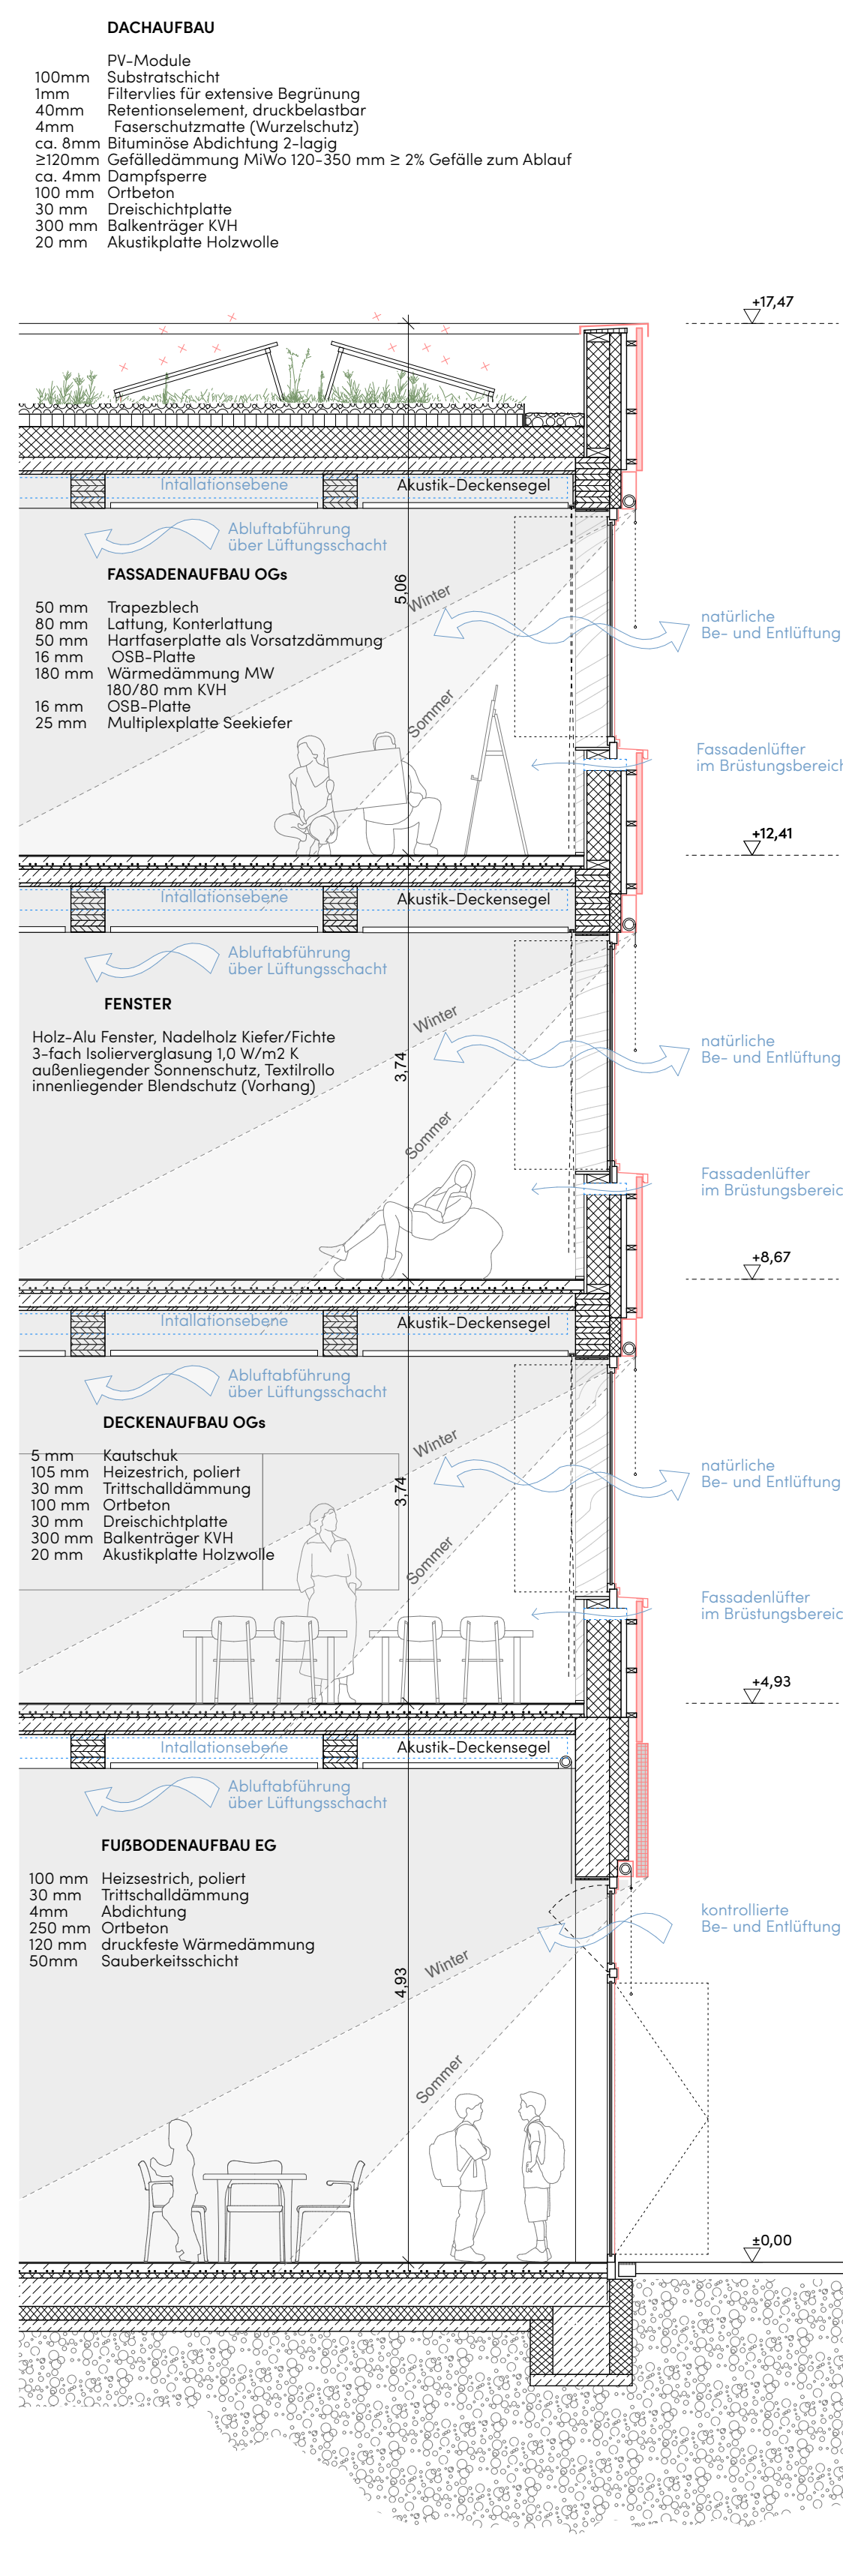 DACHAUFBAU
PV-Module
100mm Substratschicht
1mm Filtervlies für extensive Begrünung
40mm Retentionselement, druckbelastbar
4mm Faserschutzmatte (Wurzelschutz)
ca. 8mm Bituminöse Abdichtung 2-lagig
≥120mm Gefälledämmung MiWo 120-350 mm ≥ 2% Gefälle zum Ablauf
ca. 4mm Dampfsperre
100 mm Ortbeton
30 mm Dreischichtplatte
300 mm Balkenträger KVH
20 mm Akustikplatte Holzwolle
+17,47
Intallationsebene
Akustik-Deckensegel
Abluftabführung
über Lüftungsschacht
FASSADENAUFBAU OGs
50 mm Trapezblech
80 mm Lattung, Konterlattung
50 mm Hartfaserplatte als Vorsatzdämmung
16 mm OSB-Platte
180 mm Wärmedämmung MW
180/80 mm KVH
16 mm OSB-Platte
25 mm Multiplexplatte Seekiefer
5,06
Winter
Sommer
natürliche
Be- und Entlüftung
Fassadenlüfter
im Brüstungsbereich
+12,41
Intallationsebene
Akustik-Deckensegel
Abluftabführung
über Lüftungsschacht
FENSTER
Holz-Alu Fenster, Nadelholz Kiefer/Fichte
3-fach Isolierverglasung 1,0 W/m2 K
außenliegender Sonnenschutz, Textilrollo
innenliegender Blendschutz (Vorhang)
3,74
Winter
Sommer
natürliche
Be- und Entlüftung
Fassadenlüfter
im Brüstungsbereic
+8,67
Intallationsebene
Akustik-Deckensegel
Abluftabführung
über Lüftungsschacht
DECKENAUFBAU OGs
5 mm Kautschuk
105 mm Heizestrich, poliert
30 mm Trittschalldämmung
100 mm Ortbeton
30 mm Dreischichtplatte
300 mm Balkenträger KVH
20 mm Akustikplatte Holzwolle
3,74
Winter
Sommer
natürliche
Be- und Entlüftung
Fassadenlüfter
im Brüstungsbereic
+4,93
Intallationsebene
Akustik-Deckensegel
Abluftabführung
über Lüftungsschacht
FUßBODENAUFBAU EG
100 mm Heizsestrich, poliert
30 mm Trittschalldämmung
4mm Abdichtung
250 mm Ortbeton
120 mm druckfeste Wärmedämmung
50mm Sauberkeitsschicht
4,93
Winter
Sommer
kontrollierte
Be- und Entlüftung
±0,00